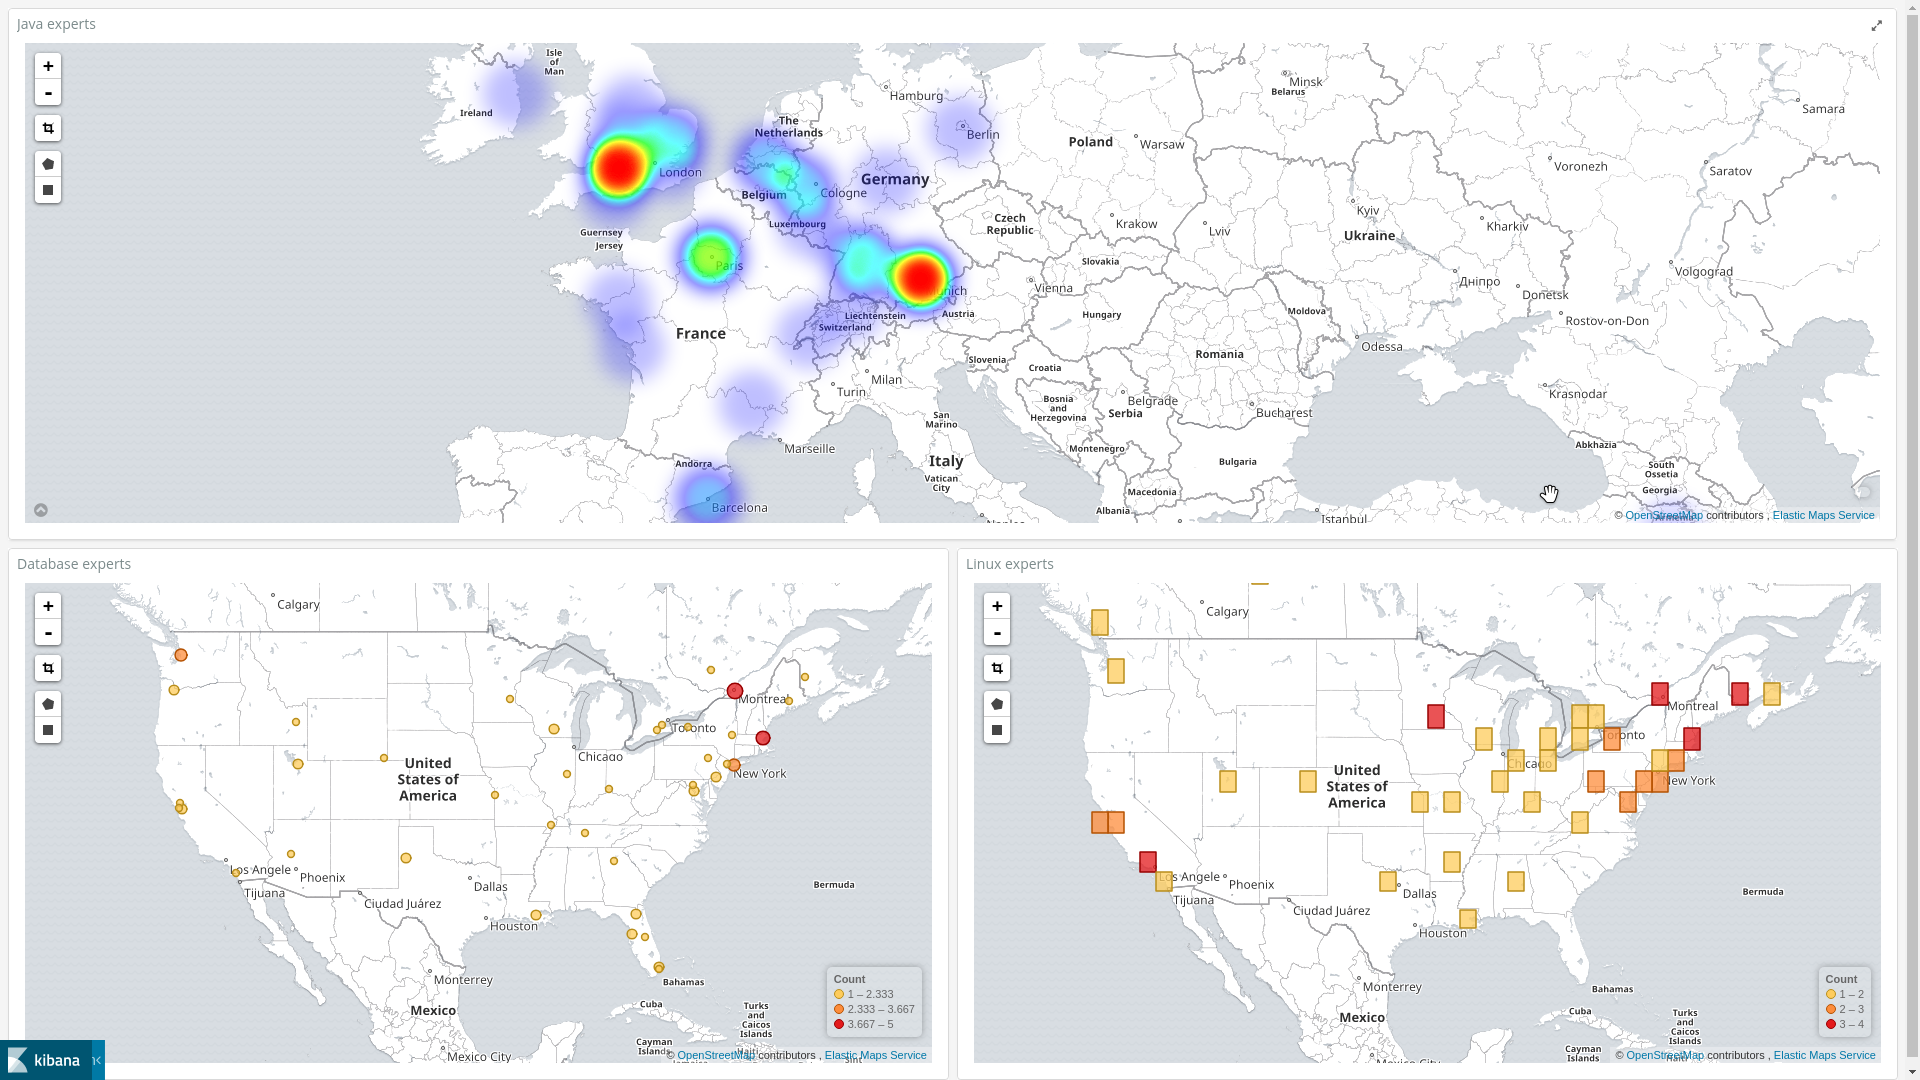 Java experts
+
-
Isle
of
Man
Ireland
Hamburg
Minsk
Belarus
Samara
The
Netherlands
Berlin
Poland
Warsaw
Voronezh
Saratov
London
Germany
Belgium
Cologne
Luxembourg
Kyiv
Czech
Republic
Krakow
Lviv
Ukraine
Kharkiv
Guernsey
Jersey
Paris
Slovakia
Volgograd
Vienna
Дніпро
Donetsk
Liechtenstein
Switzerland
Austria
Hungary
Moldova
Rostov-on-Don
France
Odessa
Slovenia
Romania
Croatia
Milan
Turin
Krasnodar
Bosnia
and
Herzegovina
Belgrade
Serbia
Bucharest
San
Marino
Marseille
Montenegro
Abkhazia
Italy
Andorra
Bulgaria
South
Ossetia
Vatican
City
Macedonia
Georgia
Barcelona
Albania
Istanbul
© OpenStreetMap contributors , Elastic Maps Service
Database experts
+
-
Calgary
Montreal
Toronto
Chicago
United
States of
America
New York
Los Angeles
Phoenix
Tijuana
Dallas
Ciudad Juárez
Bermuda
Houston
Monterrey
Bahamas
Mexico
Cuba
Turks
and
Caicos
Islands
Cayman
Islands
Mexico City
Count
1 – 2.333
2.333 – 3.667
3.667 – 5
© OpenStreetMap contributors , Elastic Maps Service
kibana
Linux experts
+
-
Calgary
Montreal
Toronto
Chicago
United
States of
America
New York
Los Angeles
Phoenix
Tijuana
Dallas
Ciudad Juárez
Bermuda
Houston
Monterrey
Bahamas
Mexico
Cuba
Turks
and
Caicos
Islands
Cayman
Islands
Mexico City
Count
1 – 2
2 – 3
3 – 4
© OpenStreetMap contributors , Elastic Maps Service